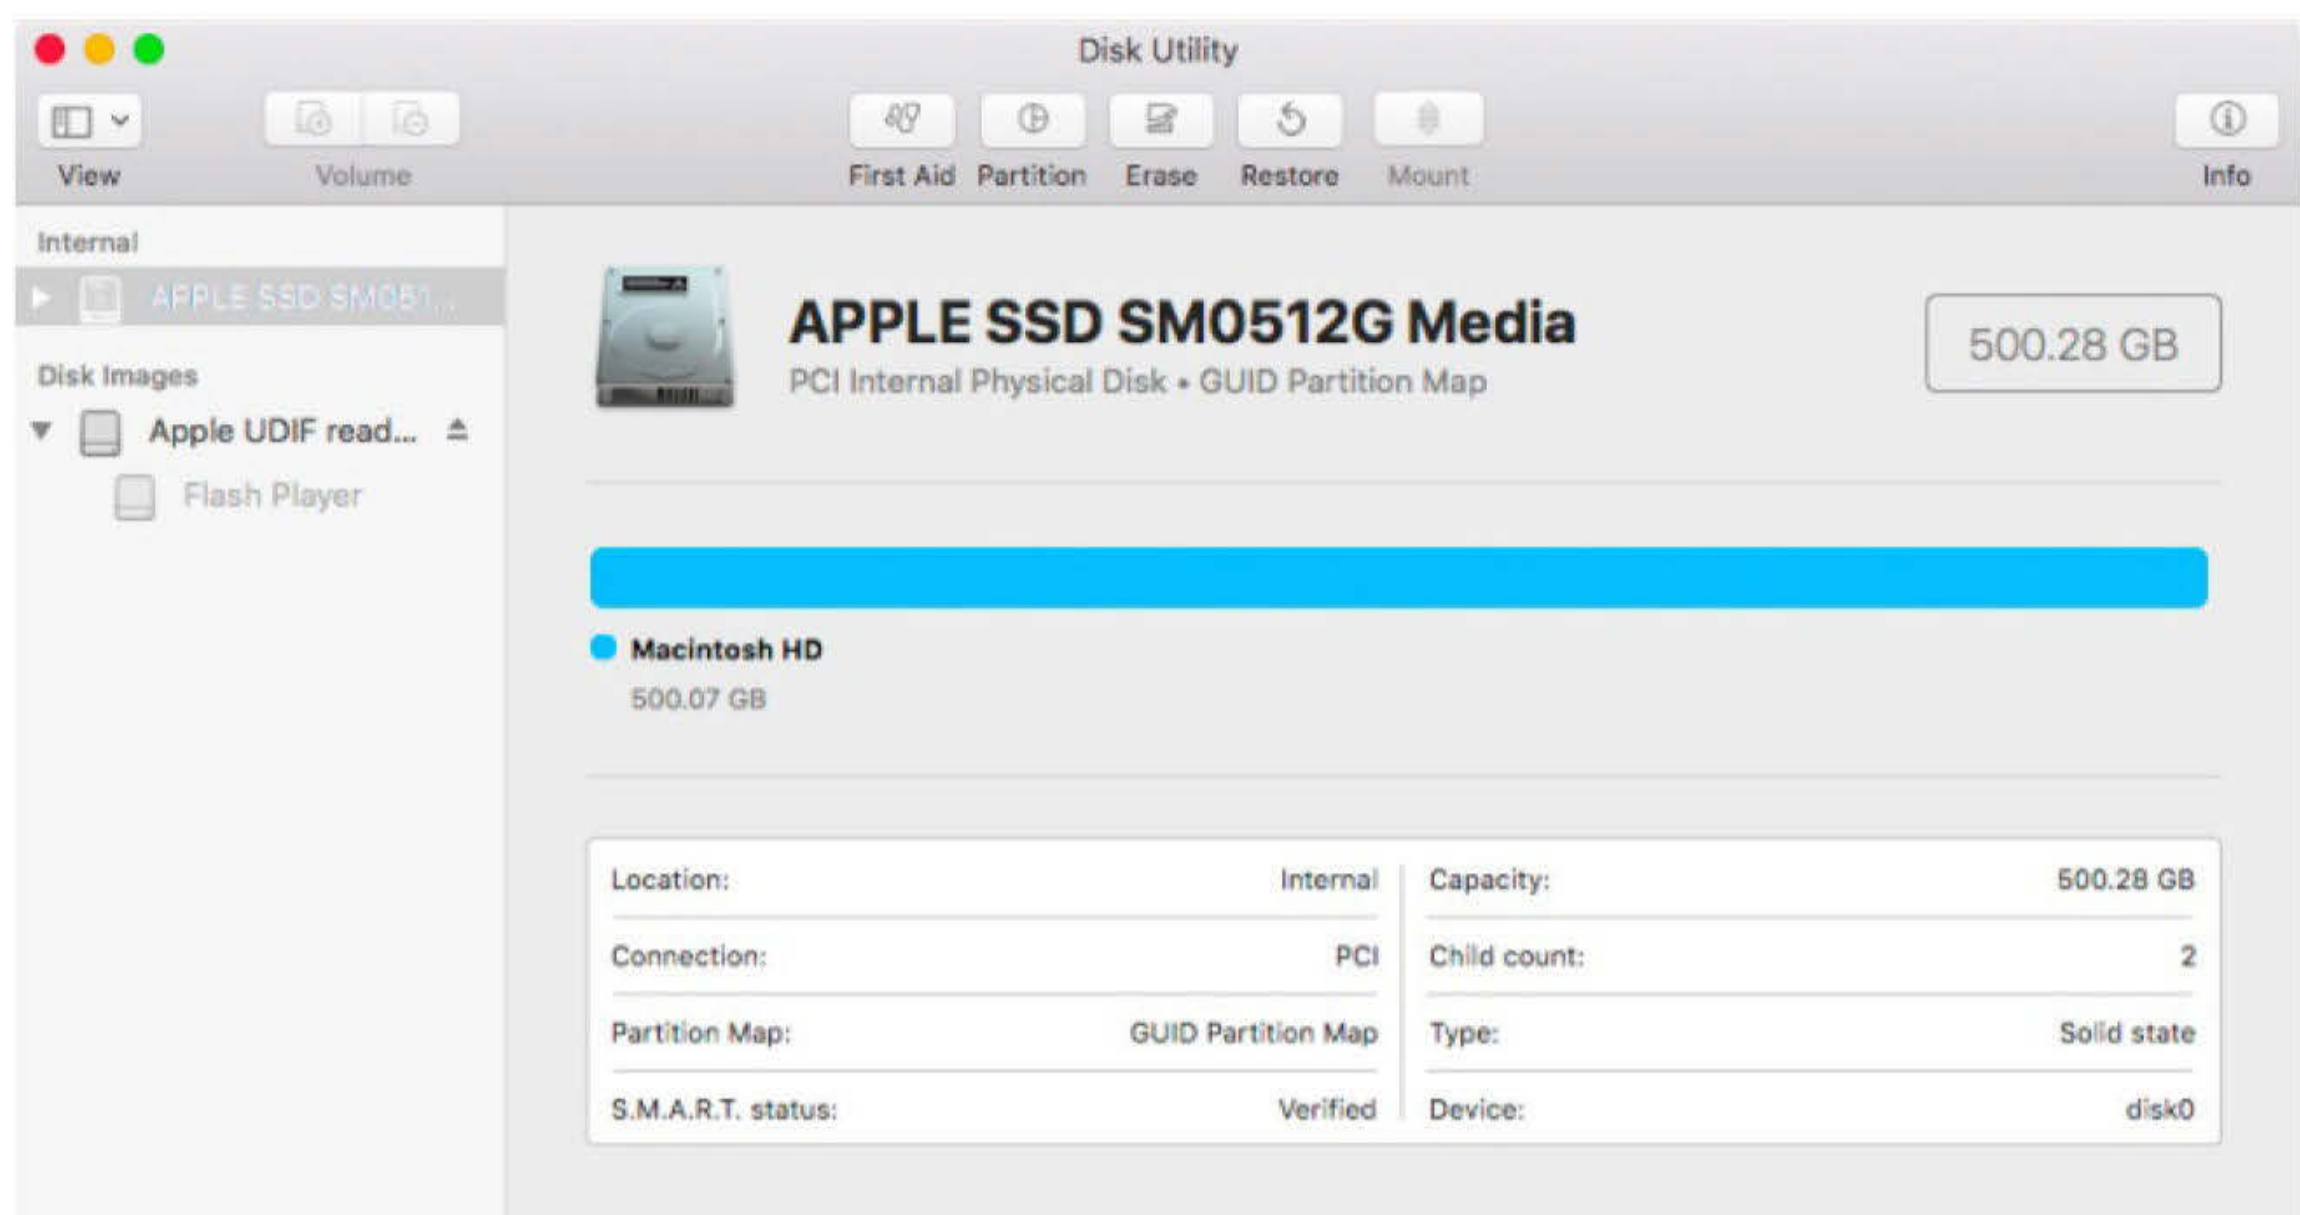 Disk Utility
View
Volume
First Aid
Partition
Erase
Restore
Mount
Info
Internal
APPLE SSD SM051...
Disk Images
Apple UDIF read...
Flash Player
APPLE SSD SM0512G Media
PCI Internal Physical Disk • GUID Partition Map
500.28 GB
Macintosh HD
500.07 GB
Location: Internal
Capacity: 500.28 GB
Connection: PCI
Child count: 2
Partition Map: GUID Partition Map
Type: Solid state
S.M.A.R.T. status: Verified
Device: disk0